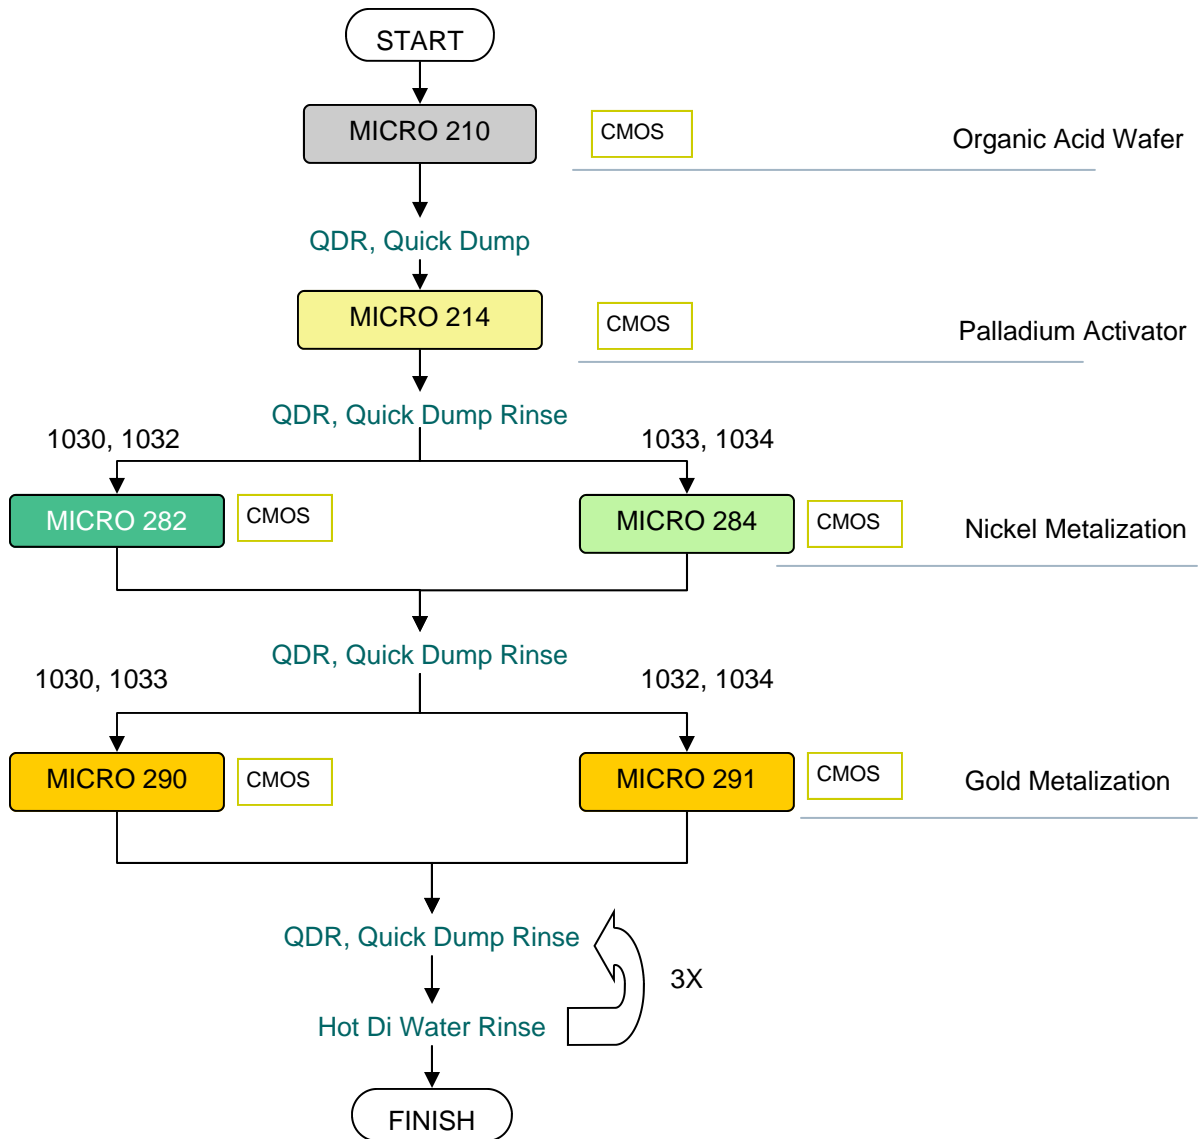 START
MICRO 210
CMOS
Organic Acid Wafer
QDR, Quick Dump
MICRO 214
CMOS
Palladium Activator
QDR, Quick Dump Rinse
1030, 1032
1033, 1034
MICRO 282
CMOS
MICRO 284
CMOS
Nickel Metalization
QDR, Quick Dump Rinse
1030, 1033
1032, 1034
MICRO 290
CMOS
MICRO 291
CMOS
Gold Metalization
QDR, Quick Dump Rinse
3X
Hot Di Water Rinse
FINISH